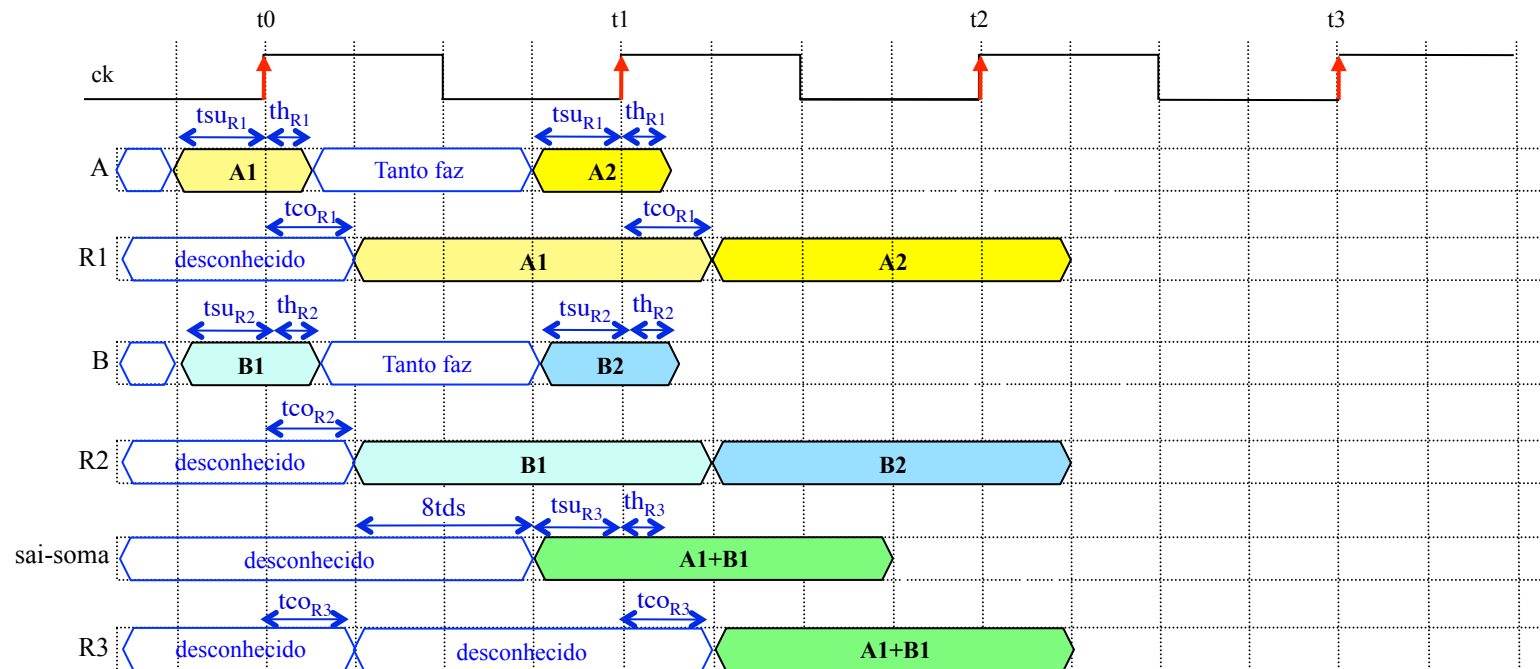 t0 t1 t2 t3
ck
tsuR1 thR1 tsuR1 thR1
A A1 Tanto faz A2
tcoR1 tcoR1
R1 desconhecido A1 A2
tsuR2 thR2 tsuR2 thR2
B B1 Tanto faz B2
tcoR2
R2 desconhecido B1 B2
8tds tsuR3 thR3
sai-soma desconhecido A1+B1
tcoR3 tcoR3
R3 desconhecido desconhecido A1+B1